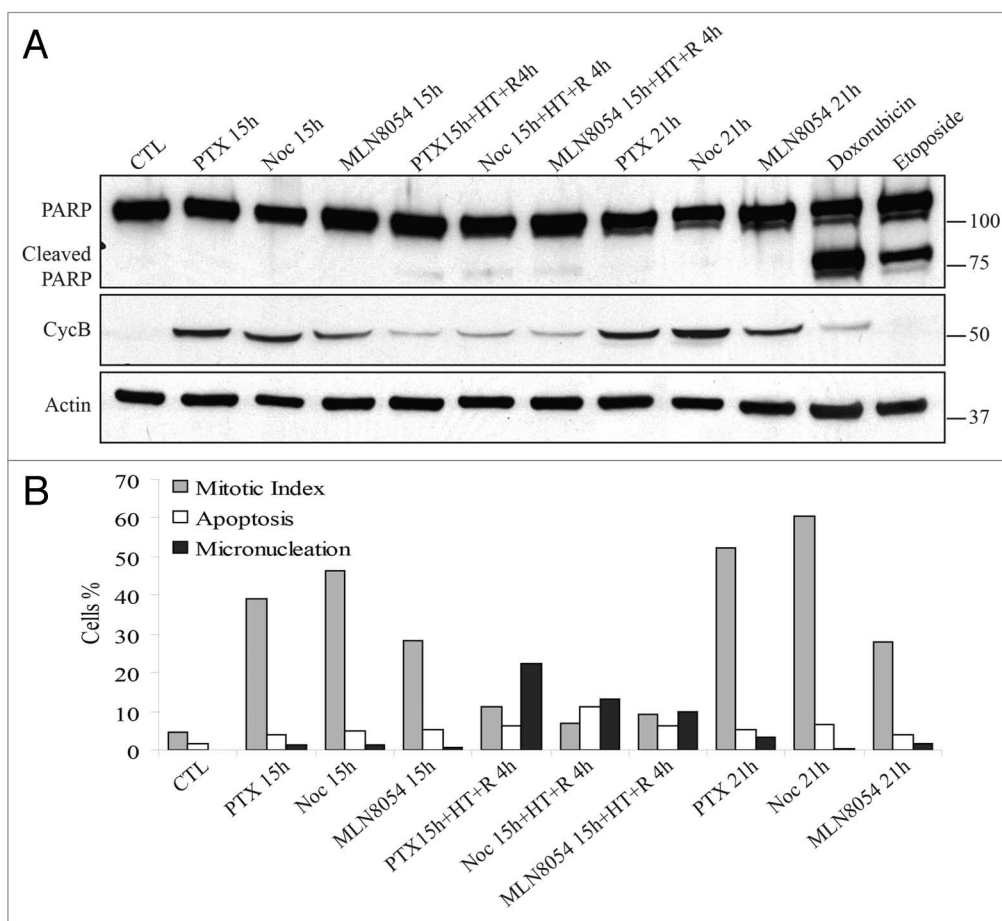 A
CTL
PTX 15h
Noc 15h
MLN8054 15h
PTX15h+HT+R4h
Noc 15h+HT+R 4h
MLN8054 15h+HT+R 4h
PTX 21h
Noc 21h
MLN8054 21h
Doxorubicin
Etoposide
PARP
100
Cleaved
PARP
75
CycB
50
Actin
37
B
70
60
50
40
30
20
10
0
Cells %
Mitotic Index
Apoptosis
Micronucleation
CTL
PTX 15h
Noc 15h
MLN8054 15h
PTX15h+HT+R 4h
Noc 15h+HT+R 4h
MLN8054 15h+HT+R 4h
PTX 21h
Noc 21h
MLN8054 21h